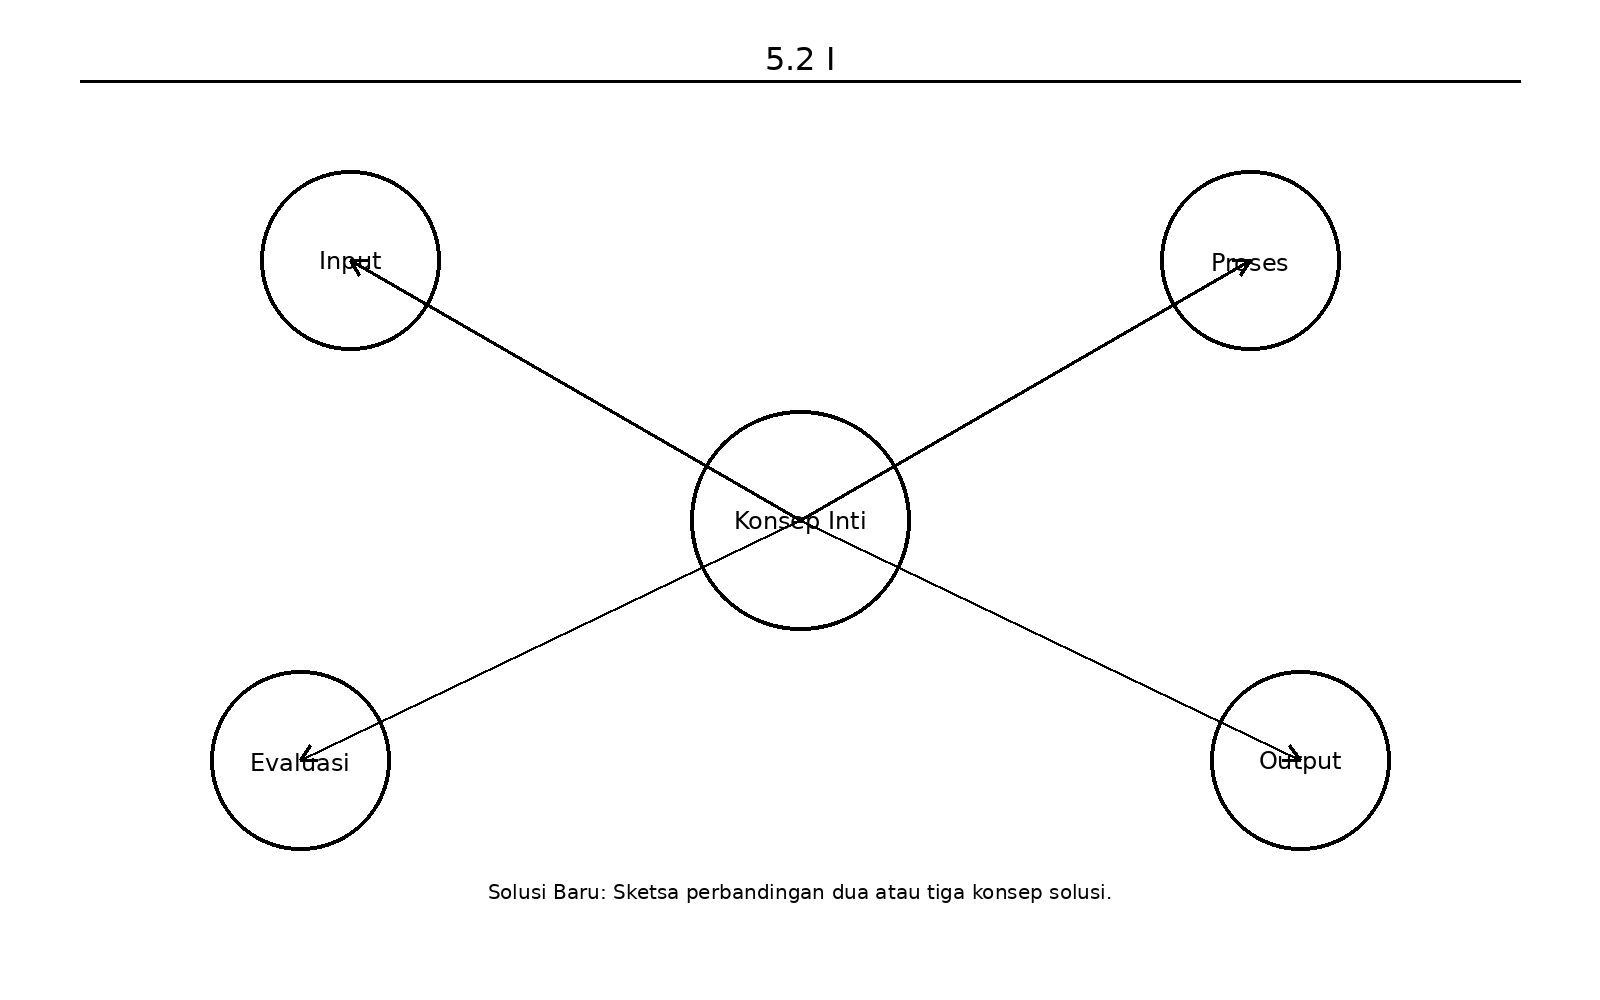 5.2 I
Input
Proses
Konsep Inti
Evaluasi
Output
Solusi Baru: Sketsa perbandingan dua atau tiga konsep solusi.